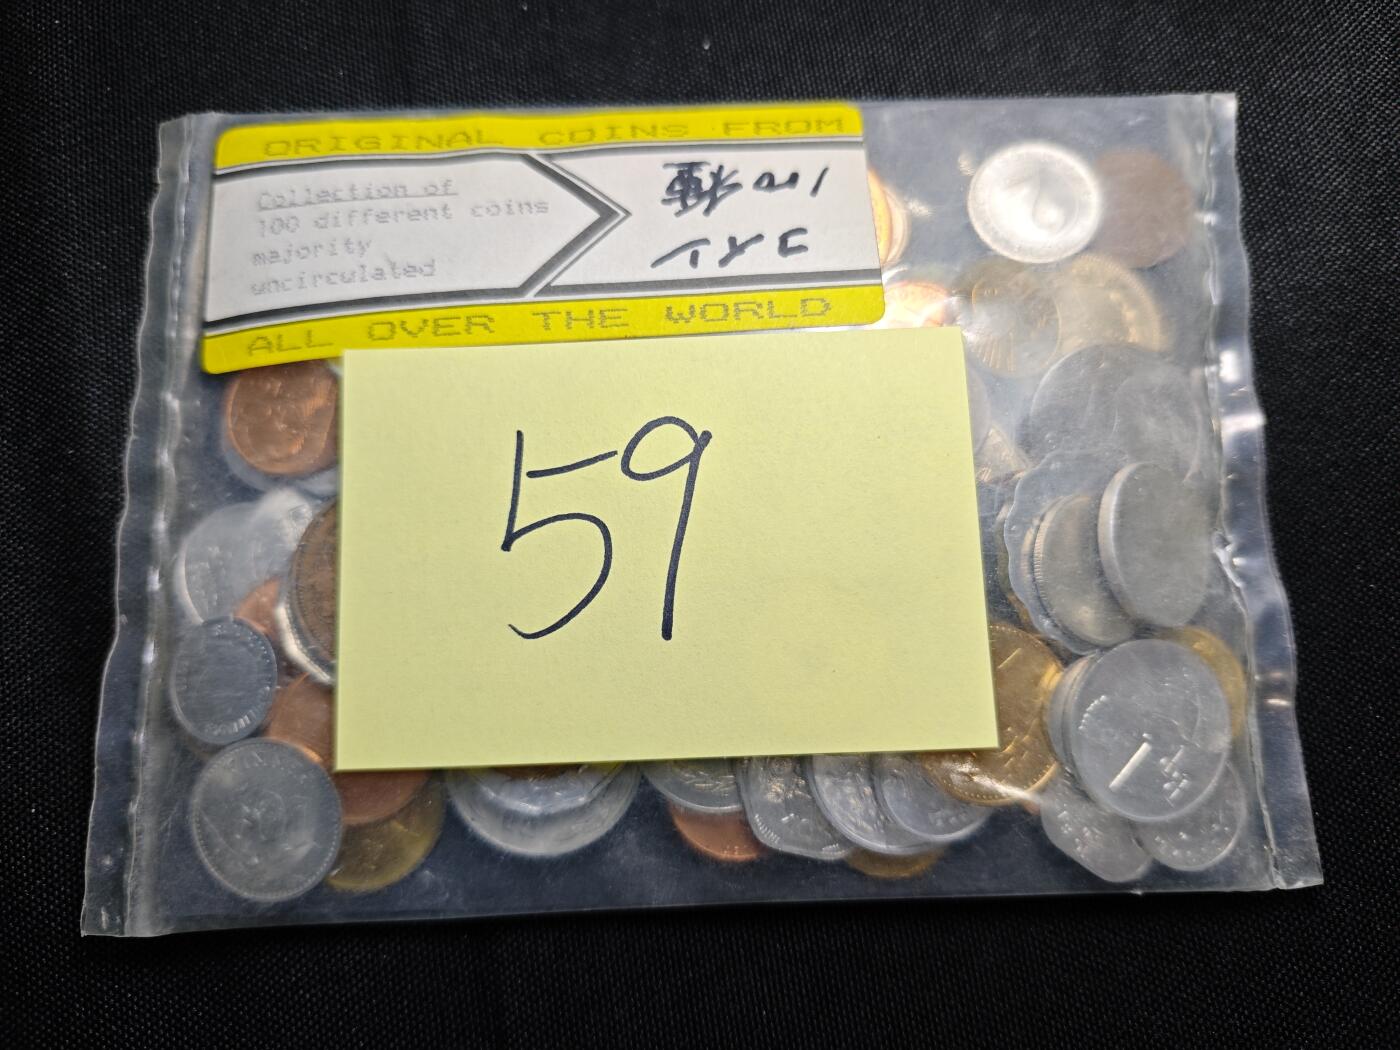 ORIGINAL COINS FROM
Collection of
100 different coins
majority
uncirculated
ALL OVER THE WORLD
59